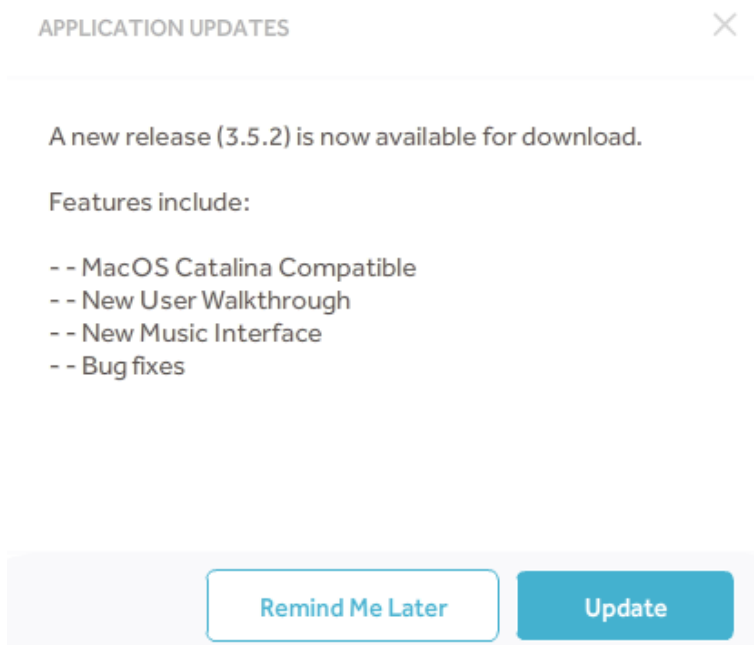 APPLICATION UPDATES
A new release (3.5.2) is now available for download.
Features include:
- - MacOS Catalina Compatible
- - New User Walkthrough
- - New Music Interface
- - Bug fixes
Remind Me Later
Update